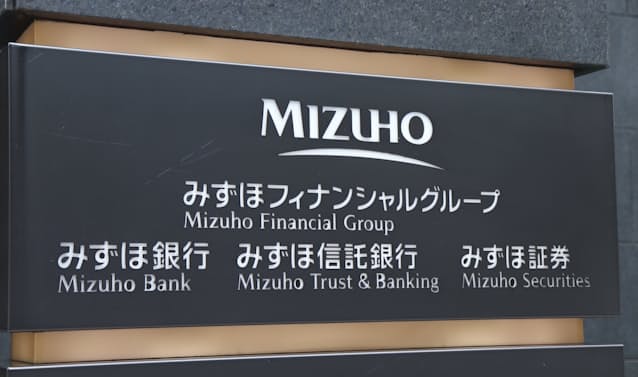 MIZUHO
みずほフィナンシャルグループ
Mizuho Financial Group
みずほ銀行 みずほ信託銀行 みずほ証券
Mizuho Bank Mizuho Trust & Banking Mizuho Securities